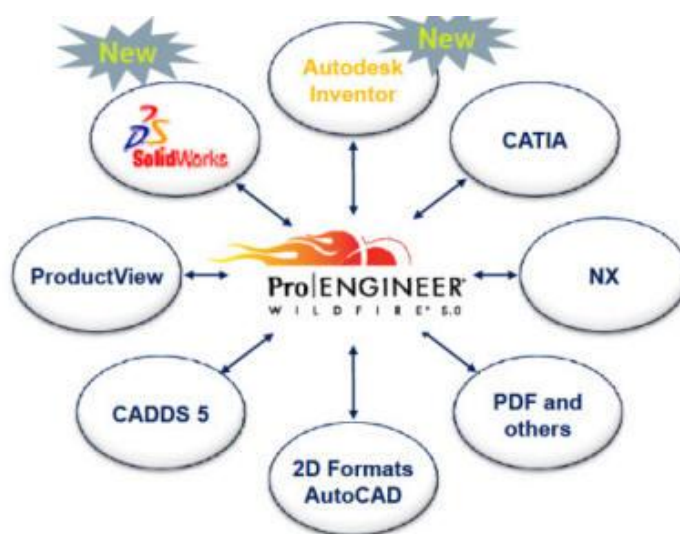 New
New
Autodesk
Inventor
SolidWorks
CATIA
ProductView
Pro|ENGINEER®
WILDFIRE® 5.0
NX
CADDS 5
PDF and
others
2D Formats
AutoCAD